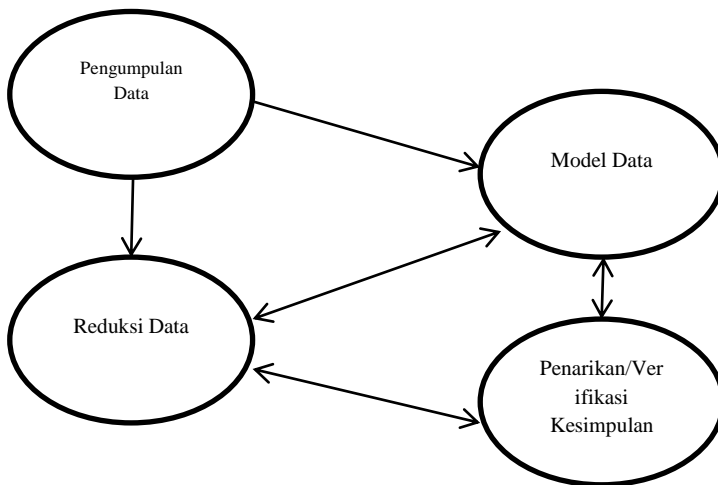 Pengumpulan
Data
Model Data
Reduksi Data
Penarikan/Ver
ifikasi
Kesimpulan